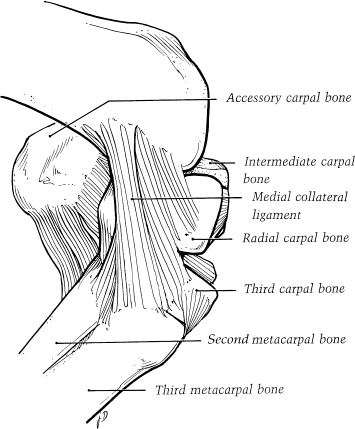 Accessory carpal bone
Intermediate carpal
bone
Medial collateral
ligament
Radial carpal bone
Third carpal bone
Second metacarpal bone
Third metacarpal bone